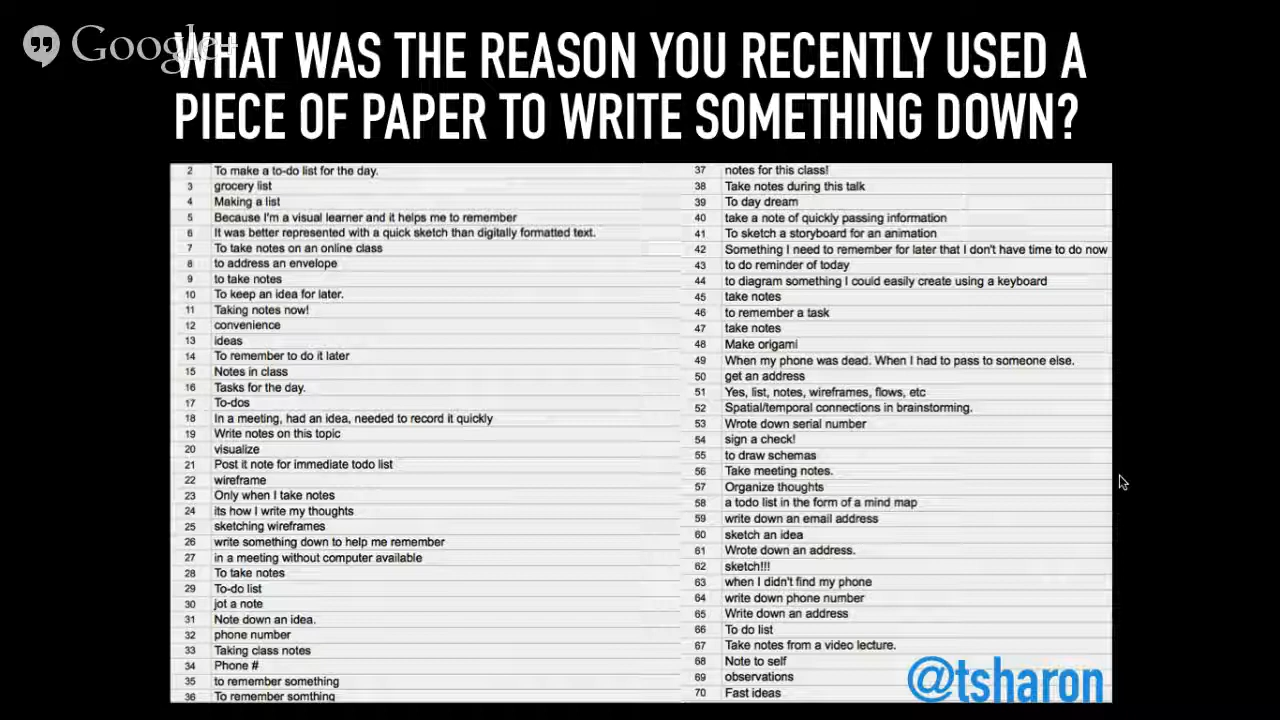 Google+
WHAT WAS THE REASON YOU RECENTLY USED A
PIECE OF PAPER TO WRITE SOMETHING DOWN?
2 To make a to-do list for the day.
3 grocery list
4 Making a list
5 Because I'm a visual learner and it helps me to remember
6 It was better represented with a quick sketch than digitally formatted text.
7 To take notes on an online class
8 to address an envelope
9 to take notes
10 To keep an idea for later.
11 Taking notes now!
12 convenience
13 ideas
14 To remember to do it later
15 Notes in class
16 Tasks for the day.
17 To-dos
18 In a meeting, had an idea, needed to record it quickly
19 Write notes on this topic
20 visualize
21 Post it note for immediate todo list
22 wireframe
23 Only when I take notes
24 its how I write my thoughts
25 sketching wireframes
26 write something down to help me remember
27 in a meeting without computer available
28 To take notes
29 To-do list
30 jot a note
31 Note down an idea.
32 phone number
33 Taking class notes
34 Phone #
35 to remember something
36 To remember somthing
37 notes for this class!
38 Take notes during this talk
39 To day dream
40 take a note of quickly passing information
41 To sketch a storyboard for an animation
42 Something I need to remember for later that I don't have time to do now
43 to do reminder of today
44 to diagram something I could easily create using a keyboard
45 take notes
46 to remember a task
47 take notes
48 Make origami
49 When my phone was dead. When I had to pass to someone else.
50 get an address
51 Yes, list, notes, wireframes, flows, etc
52 Spatial/temporal connections in brainstorming.
53 Wrote down serial number
54 sign a check!
55 to draw schemas
56 Take meeting notes.
57 Organize thoughts
58 a todo list in the form of a mind map
59 write down an email address
60 sketch an idea
61 Wrote down an address.
62 sketch!!!
63 when I didn't find my phone
64 write down phone number
65 Write down an address
66 To do list
67 Take notes from a video lecture.
68 Note to self
69 observations
70 Fast ideas
@tsharon